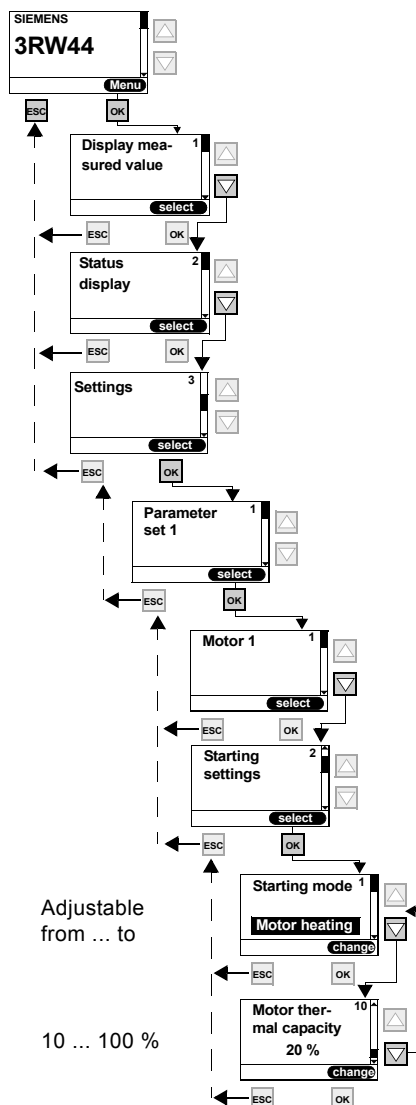 SIEMENS
3RW44
Menu
ESC
OK
Display mea-
sured value
1
select
ESC
OK
Status
display
2
select
ESC
OK
Settings
3
select
ESC
OK
Parameter
set 1
1
select
ESC
OK
Motor 1
1
select
ESC
OK
Starting
settings
2
select
ESC
OK
Adjustable
from ... to
Starting mode
1
Motor heating
change
ESC
OK
10 ... 100 %
Motor ther-
mal capacity
10
20 %
change
ESC
OK